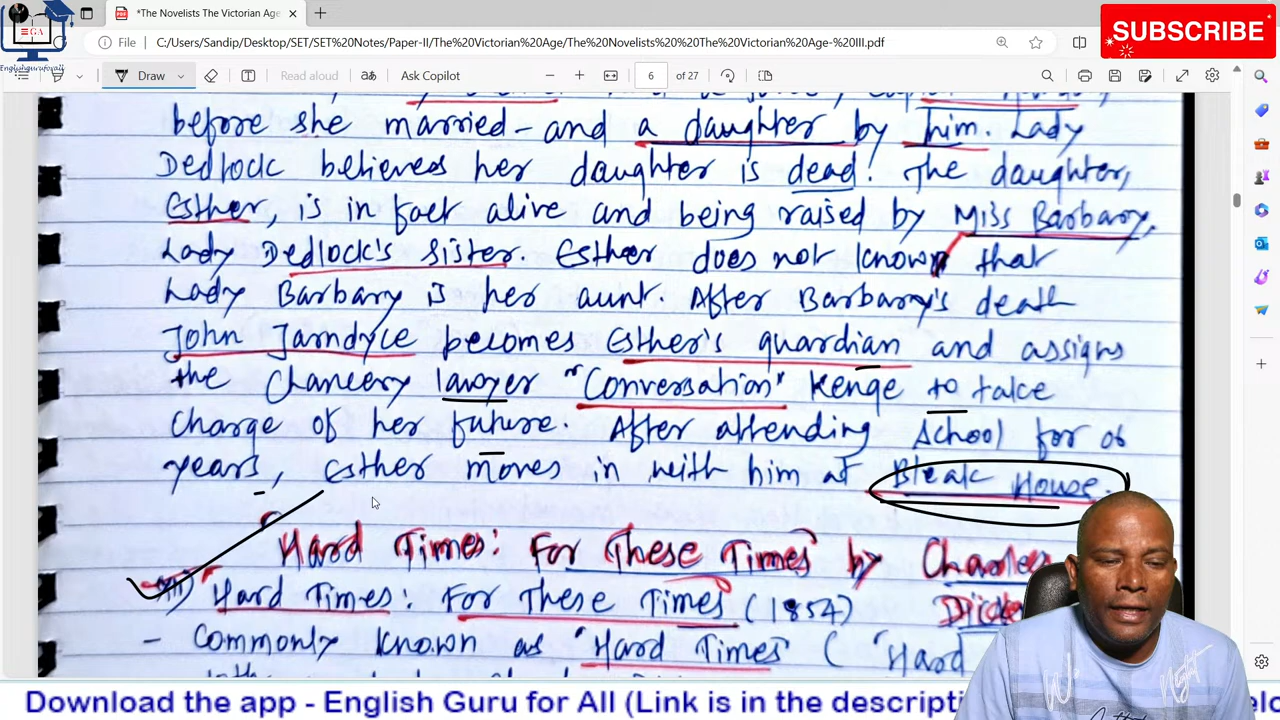 EGA
Englishguruforall
*The Novelists The Victorian Age
SUBSCRIBE
File C:/Users/Sandip/Desktop/SET/SET%20Notes/Paper-II/The%20Victorian%20Age/The%20Novelists%20%20The%20Victorian%20Age-%20III.pdf
Draw Read aloud Ask Copilot 6 of 27
before she married - and a daughter by him. Lady
Dedlock believes her daughter is dead. The daughter,
Esther, is in fact alive and being raised by Miss Barbary,
Lady Dedlock's sister. Esther does not known that
Lady Barbary is her aunt. After Barbary's death
John Jarndyce becomes Esther's guardian and assigns
the Chancery lawyer "Conversation" Kenge to take
charge of her future. After attending school for 06
years, Esther moves in with him at Bleak House.
Hard Times: For These Times by Charles
Hard Times: For These Times (1854)
- Commonly known as 'Hard Times' ( 'Hard
Download the app - English Guru for All (Link is in the description